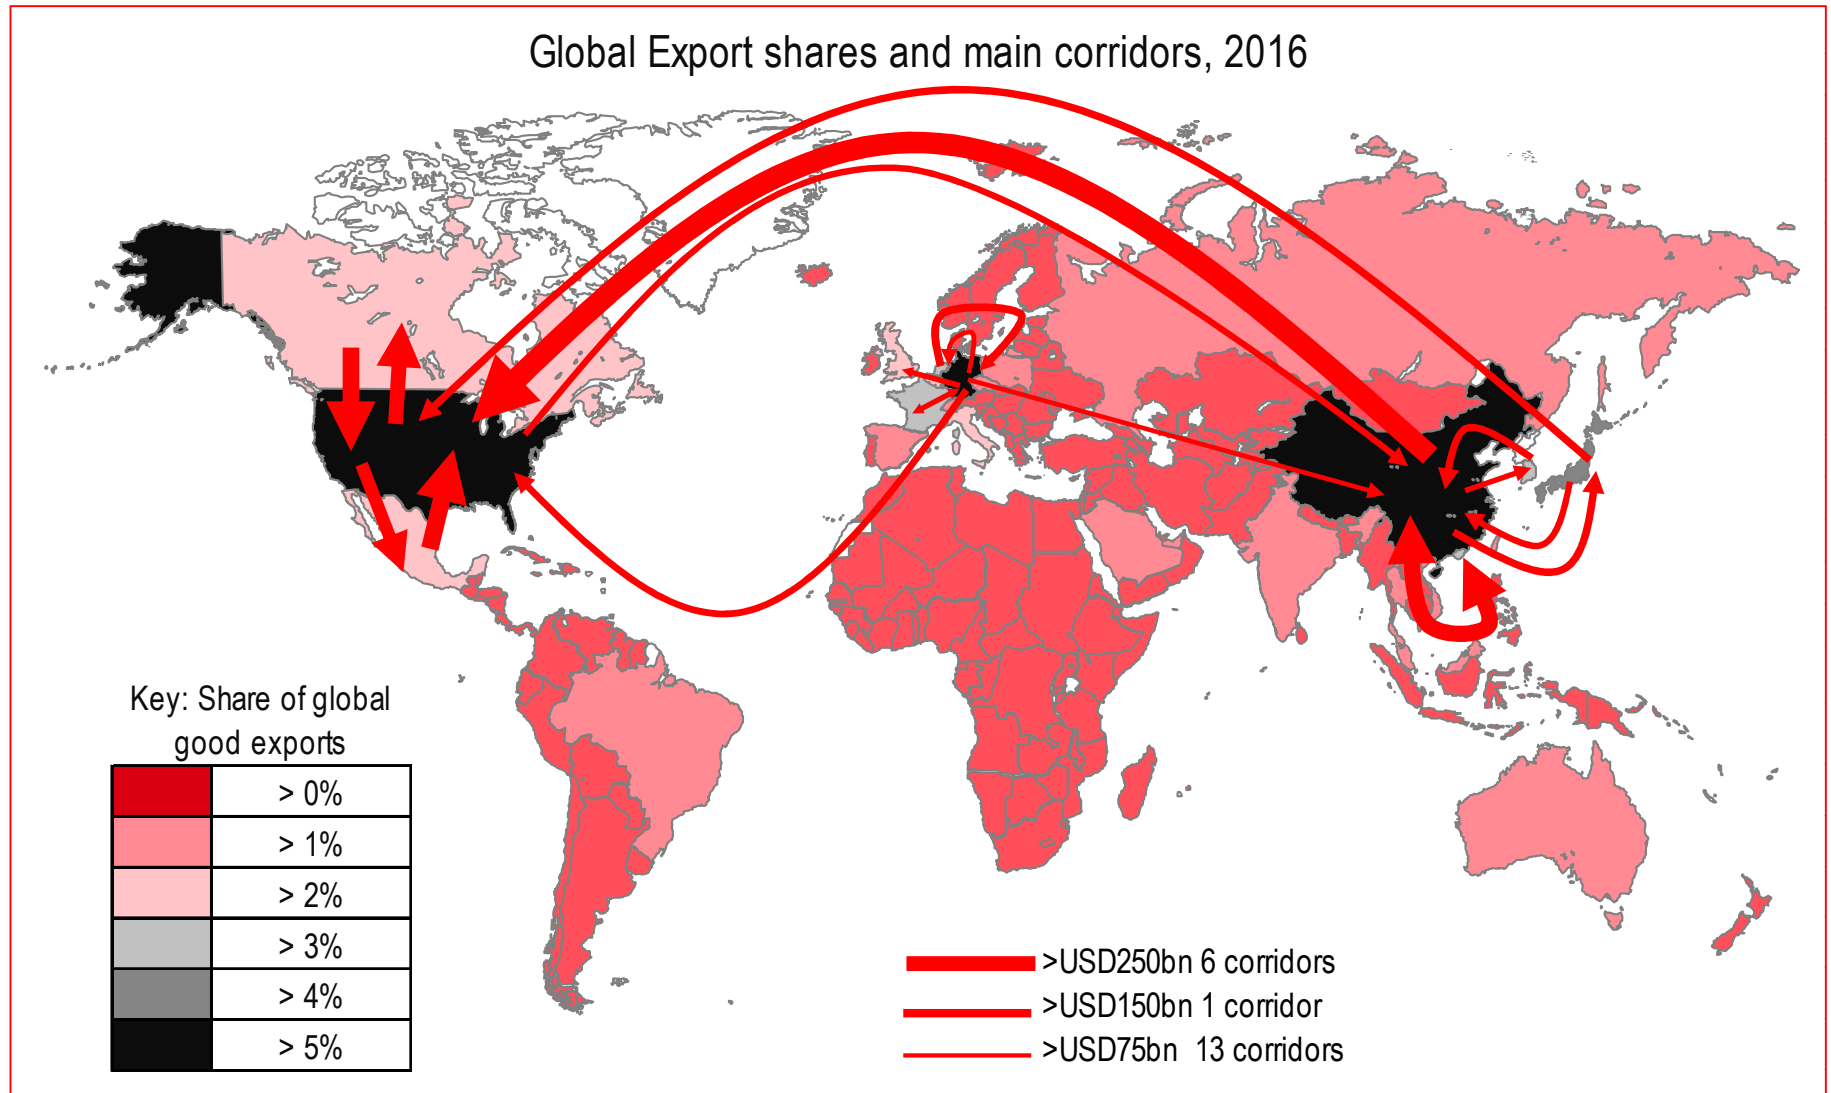 Global Export shares and main corridors, 2016
Key: Share of global
good exports
> 0%
> 1%
> 2%
> 3%
> 4%
> 5%
>USD250bn 6 corridors
>USD150bn 1 corridor
>USD75bn 13 corridors